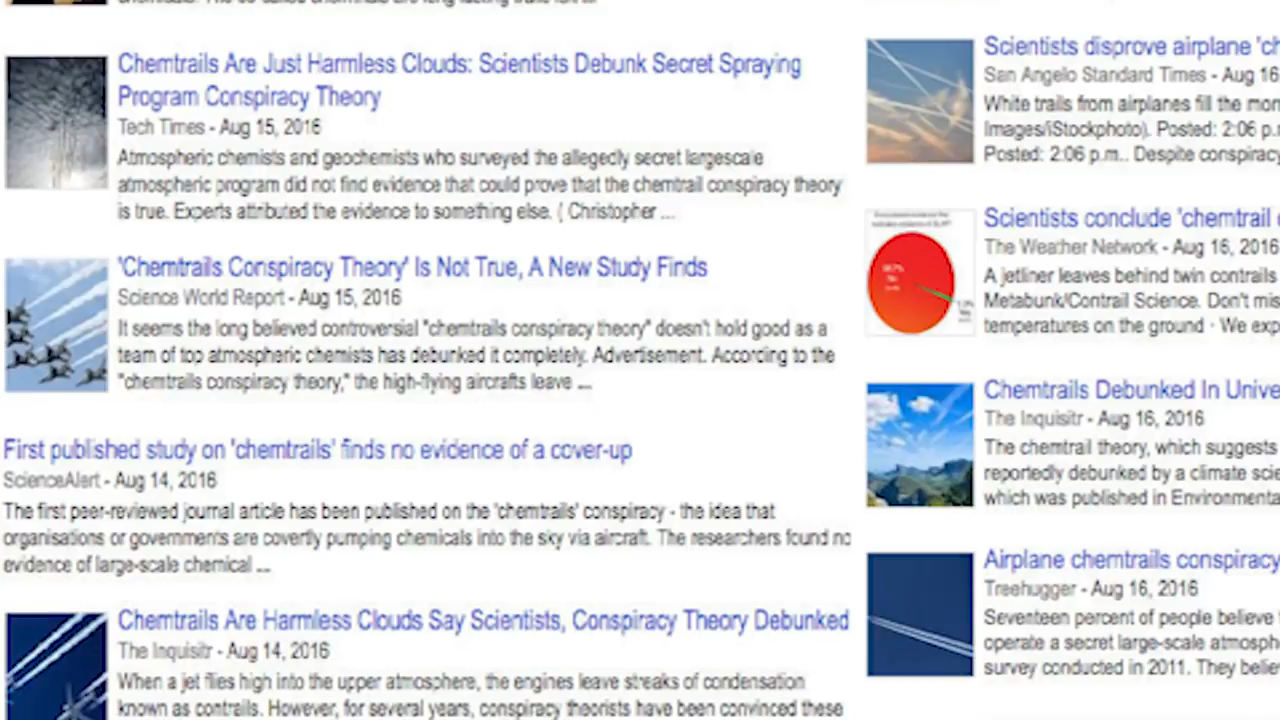 Chemtrails Are Just Harmless Clouds: Scientists Debunk Secret Spraying
Program Conspiracy Theory
Tech Times - Aug 15, 2016
Atmospheric chemists and geochemists who surveyed the allegedly secret largescale
atmospheric program did not find evidence that could prove that the chemtrail conspiracy theory
is true. Experts attributed the evidence to something else. ( Christopher ...
'Chemtrails Conspiracy Theory' Is Not True, A New Study Finds
Science World Report - Aug 15, 2016
It seems the long believed controversial "chemtrails conspiracy theory" doesn't hold good as a
team of top atmospheric chemists has debunked it completely. Advertisement. According to the
"chemtrails conspiracy theory," the high-flying aircrafts leave ...
First published study on 'chemtrails' finds no evidence of a cover-up
ScienceAlert - Aug 14, 2016
The first peer-reviewed journal article has been published on the 'chemtrails' conspiracy - the idea that
organisations or governments are covertly pumping chemicals into the sky via aircraft. The researchers found no
evidence of large-scale chemical ...
Chemtrails Are Harmless Clouds Say Scientists, Conspiracy Theory Debunked
The Inquisitr - Aug 14, 2016
When a jet flies high into the upper atmosphere, the engines leave streaks of condensation
known as contrails. However, for several years, conspiracy theorists have been convinced these
Scientists disprove airplane 'ch
San Angelo Standard Times - Aug 16
White trails from airplanes fill the mor
Images/iStockphoto). Posted: 2:06 p.m
Posted: 2:06 p.m.. Despite conspiracy
Scientists conclude 'chemtrail
The Weather Network - Aug 16, 2016
A jetliner leaves behind twin contrails
Metabunk/Contrail Science. Don't mis
temperatures on the ground · We exp
Chemtrails Debunked In Unive
The Inquisitr - Aug 16, 2016
The chemtrail theory, which suggests
reportedly debunked by a climate scie
which was published in Environmenta
Airplane chemtrails conspiracy
Treehugger - Aug 16, 2016
Seventeen percent of people believe
operate a secret large-scale atmosph
survey conducted in 2011. They belie